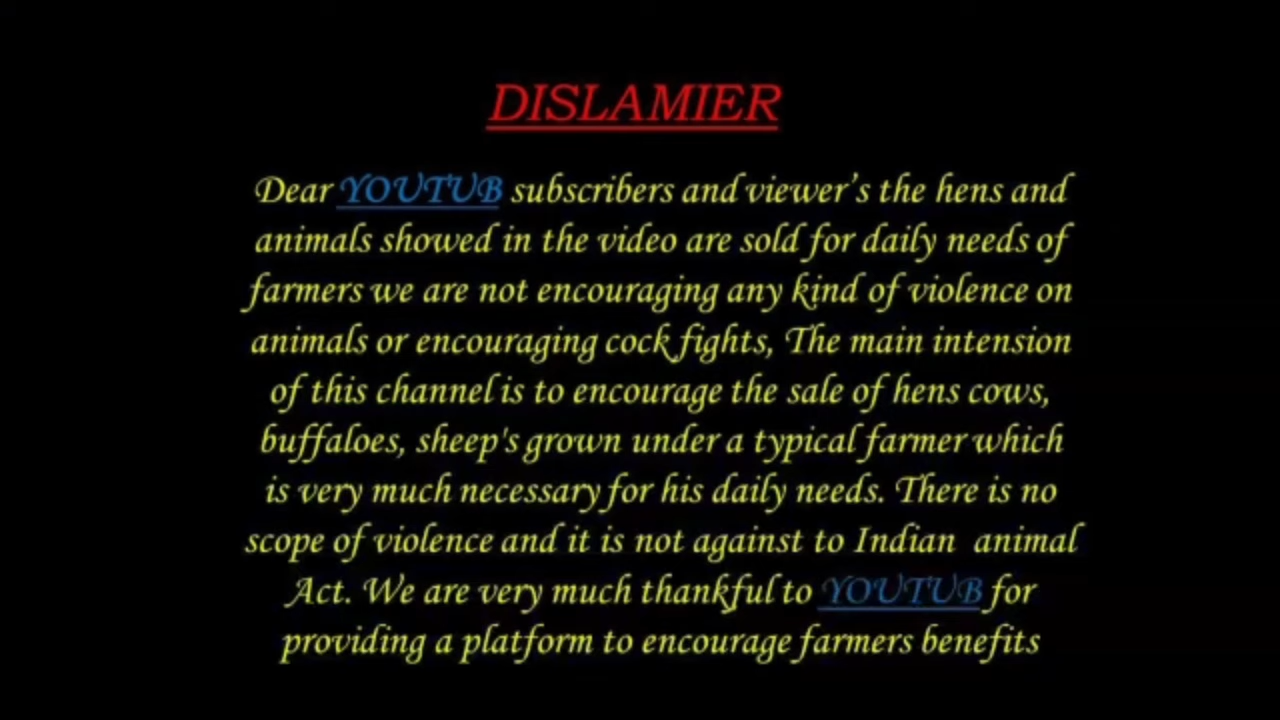 DISLAMIER
Dear YOUTUB subscribers and viewer’s the hens and
animals showed in the video are sold for daily needs of
farmers we are not encouraging any kind of violence on
animals or encouraging cock fights, The main intension
of this channel is to encourage the sale of hens cows,
buffaloes, sheep's grown under a typical farmer which
is very much necessary for his daily needs. There is no
scope of violence and it is not against to Indian animal
Act. We are very much thankful to YOUTUB for
providing a platform to encourage farmers benefits